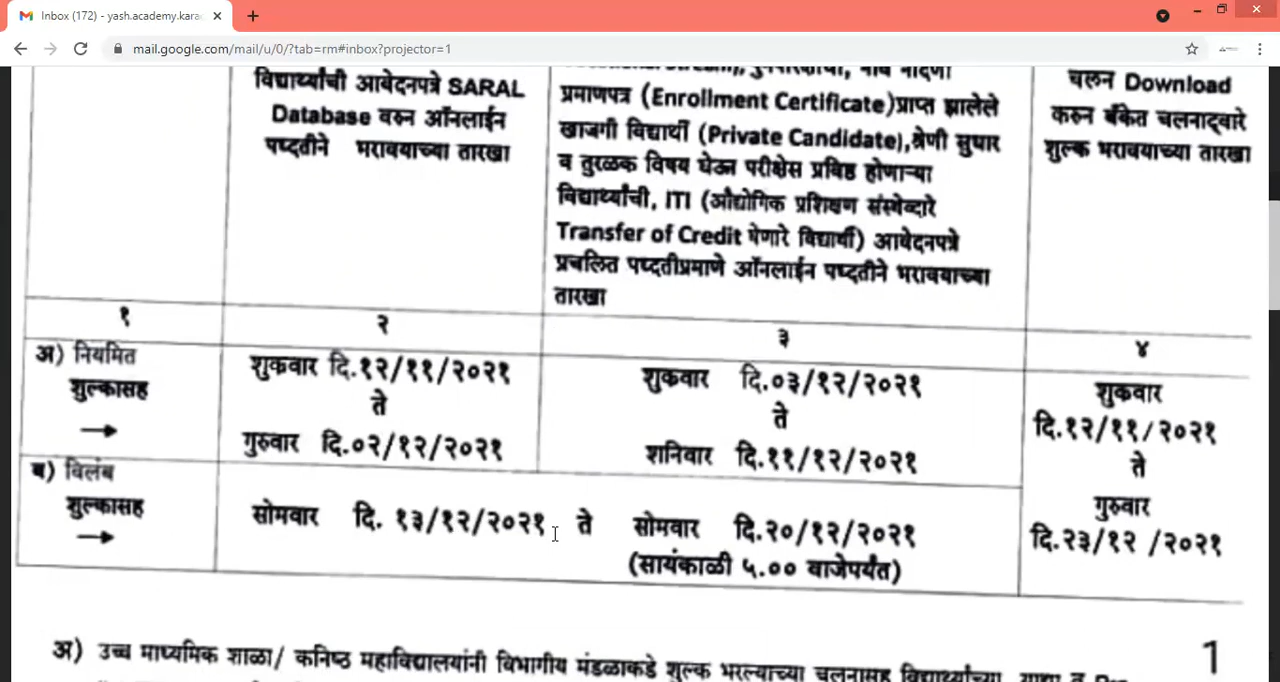 Inbox (172) - yash.academy.kara
mail.google.com/mail/u/0/?tab=rm#inbox?projector=1
विद्यार्थ्यांची आवेदनपत्रे SARAL
Database वरुन ऑनलाईन
पध्दतीने भरावयाच्या तारखा
प्रमाणपत्र (Enrollment Certificate)प्राप्त झालेले
खाजगी विद्यार्थी (Private Candidate),श्रेणी सुधार
व तुरळक विषय घेऊन परीक्षेस प्रविष्ठ होणाऱ्या
विद्यार्थ्यांची, ITI (औद्योगिक प्रशिक्षण संस्थेव्दारे
Transfer of Credit घेणारे विद्यार्थी) आवेदनपत्रे
प्रचलित पध्दतीप्रमाणे ऑनलाईन पध्दतीने भरावयाच्या
तारखा
चलन Download
करुन बँकेत चलनाद्वारे
शुल्क भरावयाच्या तारखा
१
२
३
४
अ) नियमित
शुल्कासह
→
शुक्रवार दि.१२/११/२०२१
ते
गुरुवार दि.०२/१२/२०२१
शुक्रवार दि.०३/१२/२०२१
ते
शनिवार दि.११/१२/२०२१
शुक्रवार
दि.१२/११/२०२१
ते
गुरुवार
दि.२३/१२ /२०२१
ब) विलंब
शुल्कासह
→
सोमवार दि. १३/१२/२०२१ ते सोमवार दि.२०/१२/२०२१
(सायंकाळी ५.०० वाजेपर्यंत)
1
अ) उच्च माध्यमिक शाळा/ कनिष्ठ महाविद्यालयांनी विभागीय मंडळाकडे शुल्क भरल्याच्या चलनासह विद्यार्थ्यांच्या